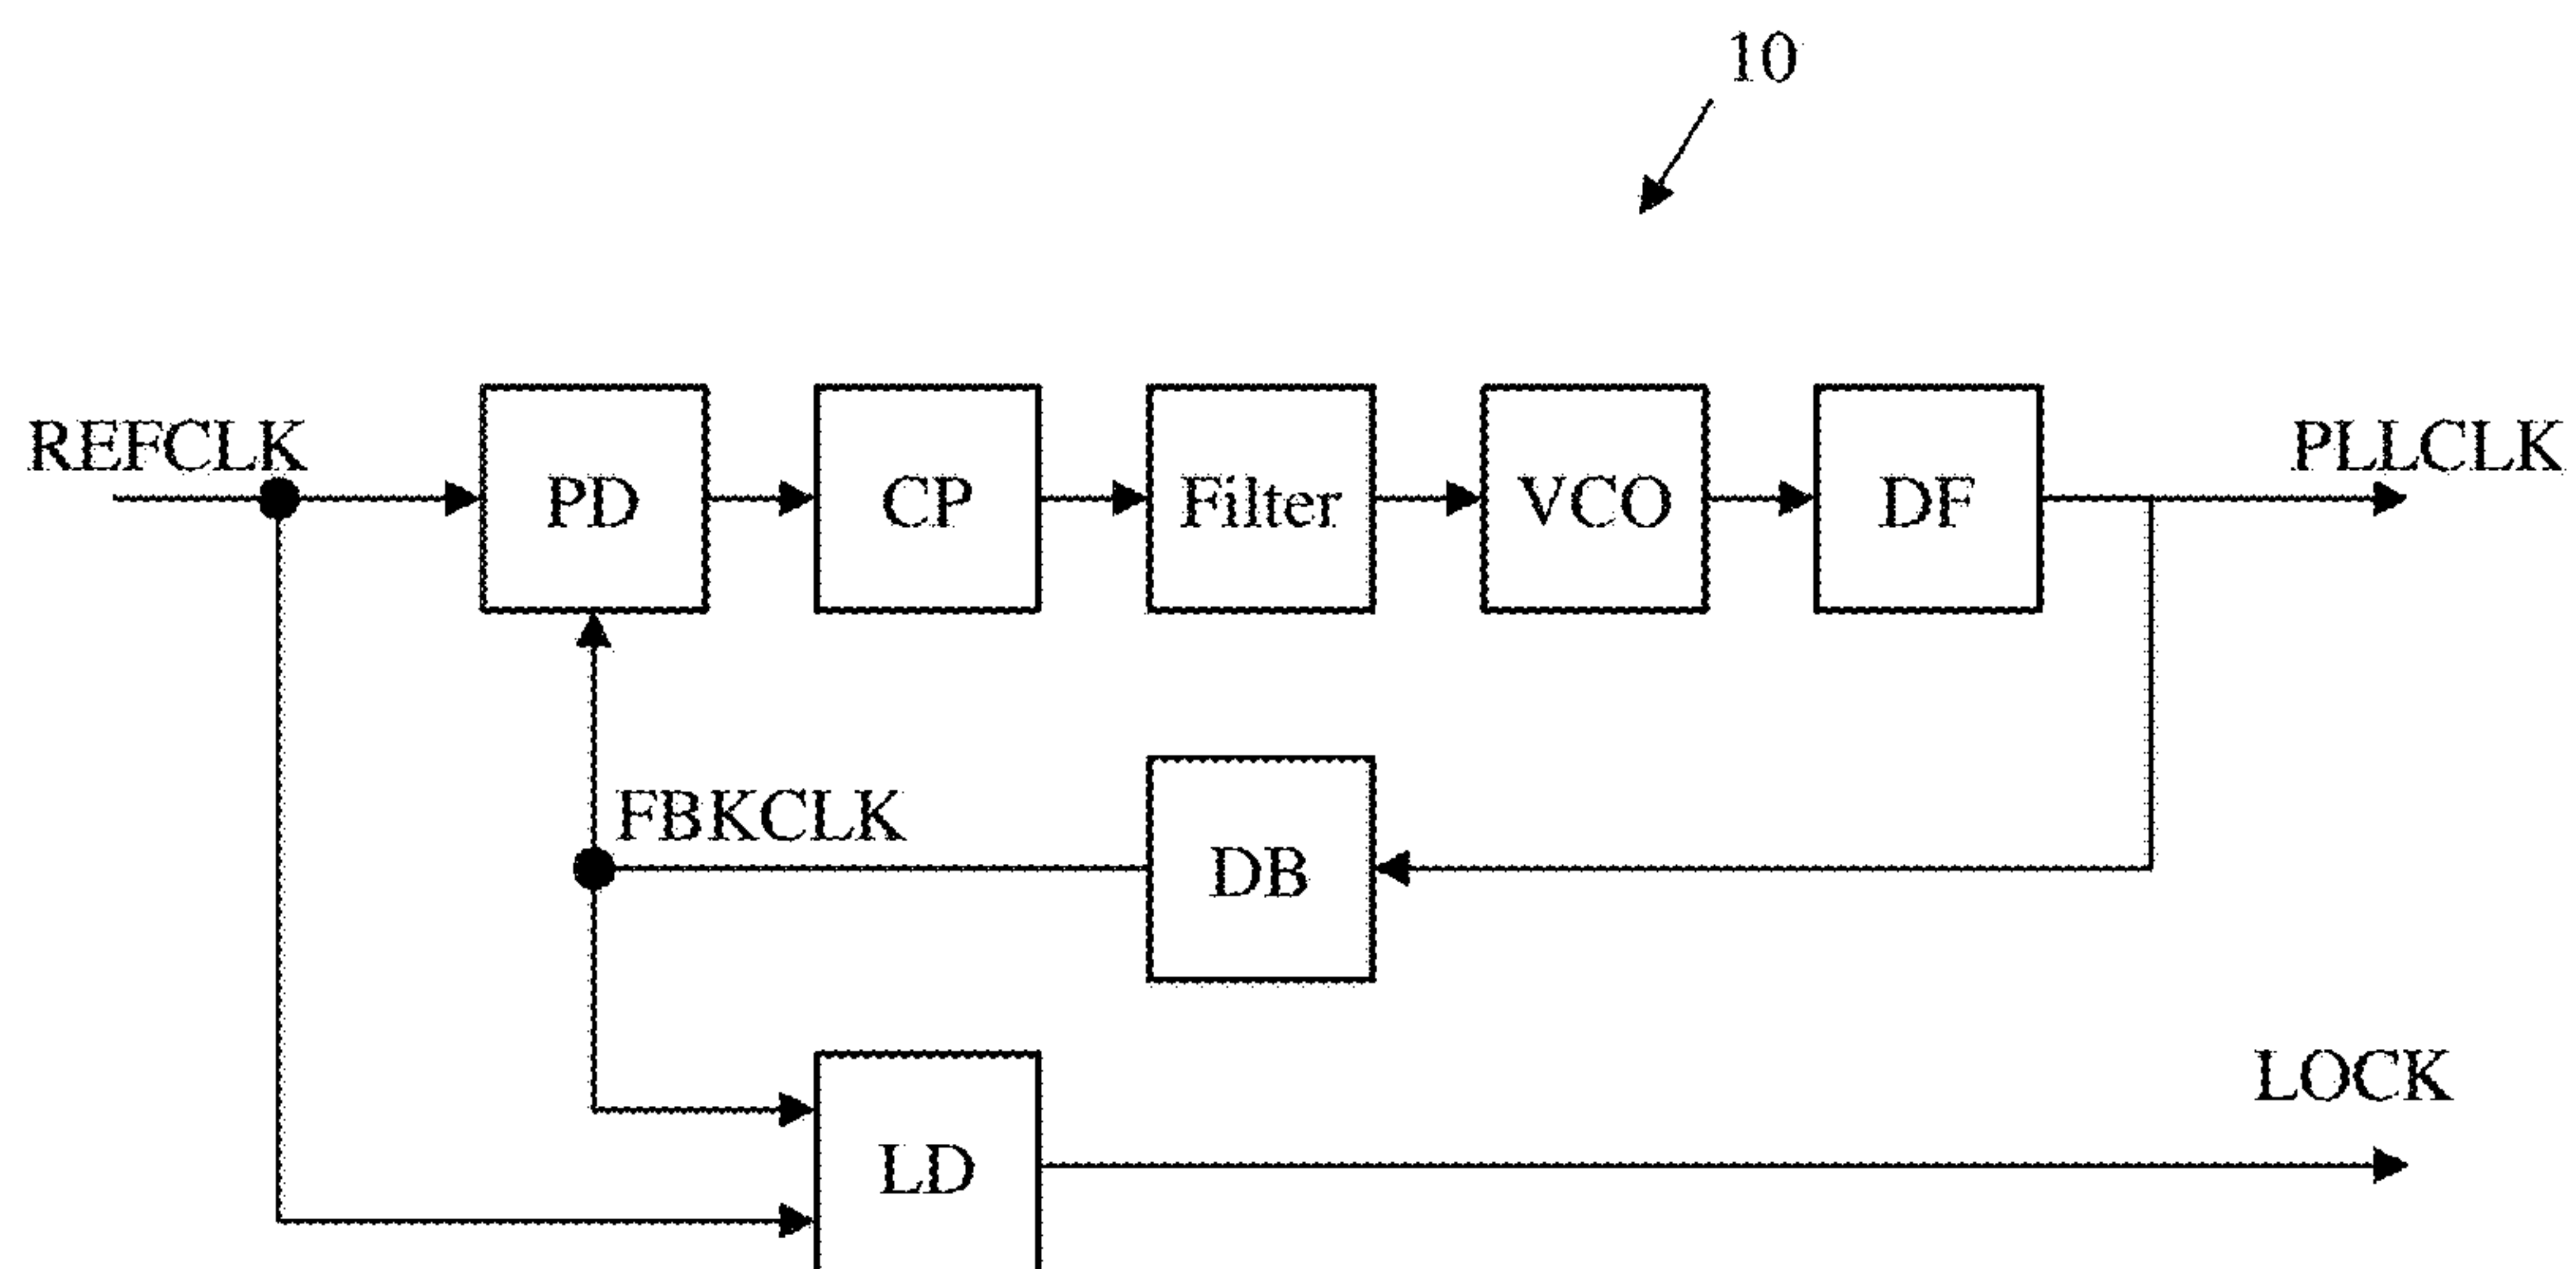 10
REFCLK
PD
CP
Filter
VCO
DF
PLLCLK
FBKCLK
DB
LOCK
LD